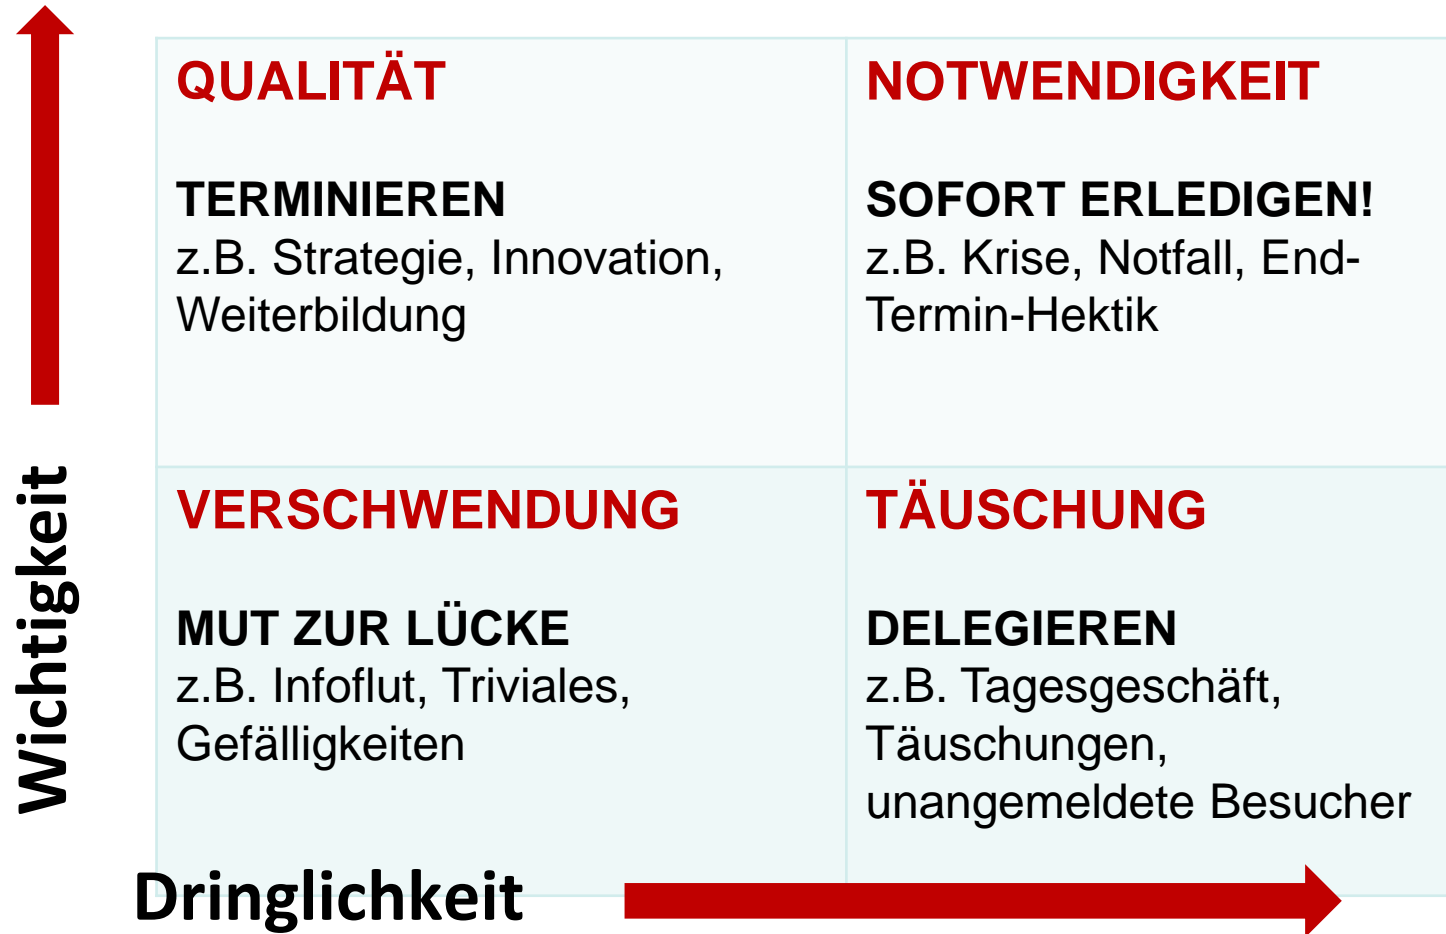 QUALITÄT
TERMINIEREN
z.B. Strategie, Innovation,
Weiterbildung
NOTWENDIGKEIT
SOFORT ERLEDIGEN!
z.B. Krise, Notfall, End-
Termin-Hektik
VERSCHWENDUNG
MUT ZUR LÜCKE
z.B. Infoflut, Triviales,
Gefälligkeiten
TÄUSCHUNG
DELEGIEREN
z.B. Tagesgeschäft,
Täuschungen,
unangemeldete Besucher
Wichtigkeit
Dringlichkeit